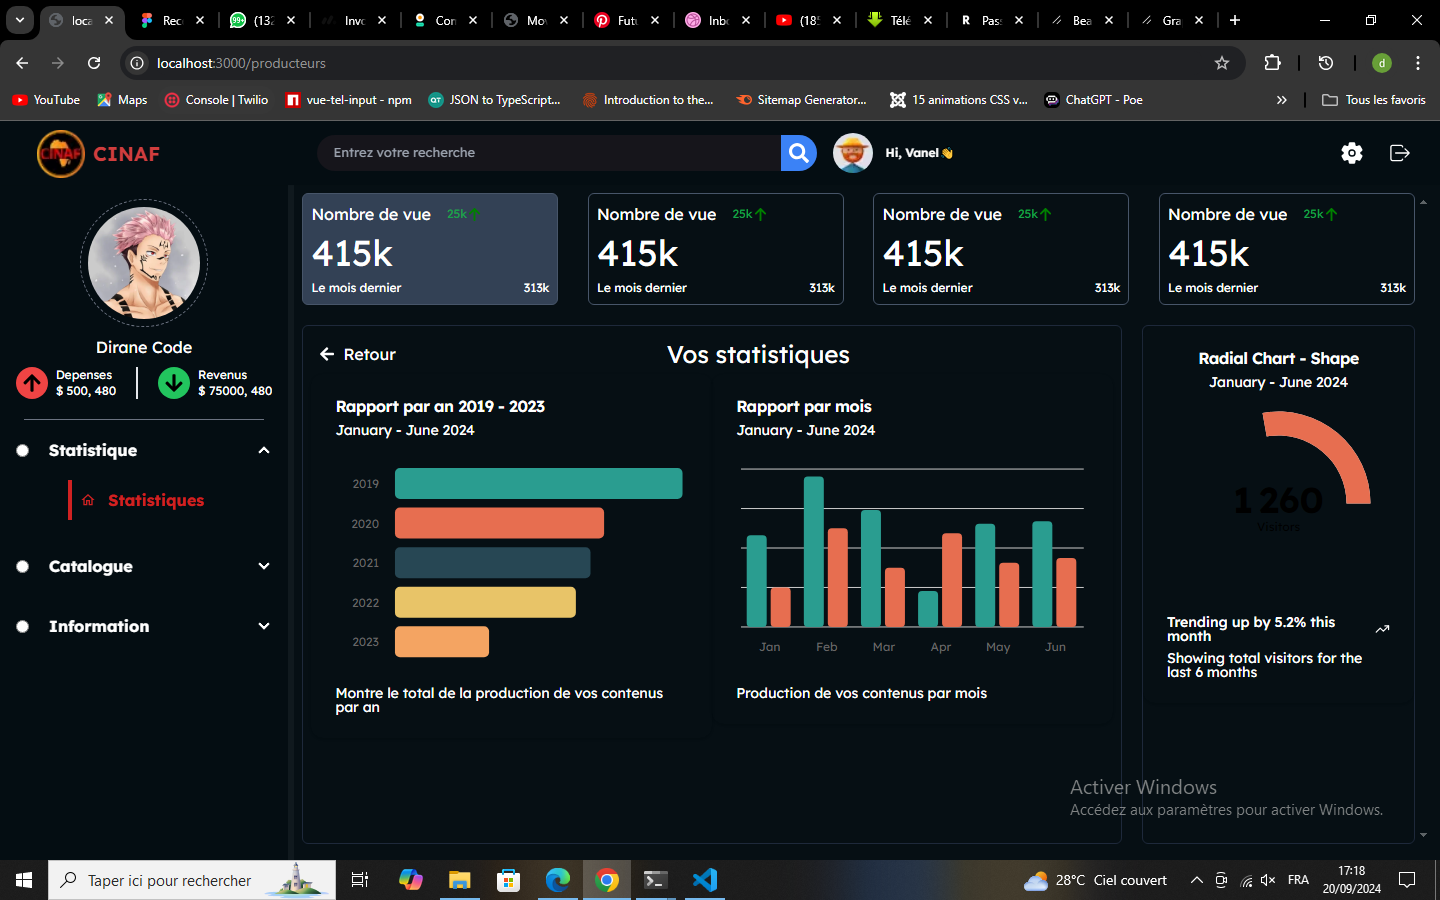 loca
Rec
(132
Inv
Con
Mov
Futu
Inb
(185
Télé
Pass
Bea
Gra
localhost:3000/producteurs
d
YouTube
Maps
Console | Twilio
vue-tel-input - npm
JSON to TypeScript...
Introduction to the...
Sitemap Generator...
15 animations CSS v...
ChatGPT - Poe
Tous les favoris
CINAF
CINAF
Entrez votre recherche
Hi, Vanel
Dirane Code
Depenses
$ 500, 480
Revenus
$ 75000, 480
Statistique
Statistiques
Catalogue
Information
Nombre de vue 25k
415k
Le mois dernier 313k
Nombre de vue 25k
415k
Le mois dernier 313k
Nombre de vue 25k
415k
Le mois dernier 313k
Nombre de vue 25k
415k
Le mois dernier 313k
Retour
Vos statistiques
Rapport par an 2019 - 2023
January - June 2024
2019
2020
2021
2022
2023
Montre le total de la production de vos contenus
par an
Rapport par mois
January - June 2024
Jan Feb Mar Apr May Jun
Production de vos contenus par mois
Radial Chart - Shape
January - June 2024
1 260
Visitors
Trending up by 5.2% this
month
Showing total visitors for the
last 6 months
Activer Windows
Accédez aux paramètres pour activer Windows.
Taper ici pour rechercher
28°C Ciel couvert
FRA
17:18
20/09/2024